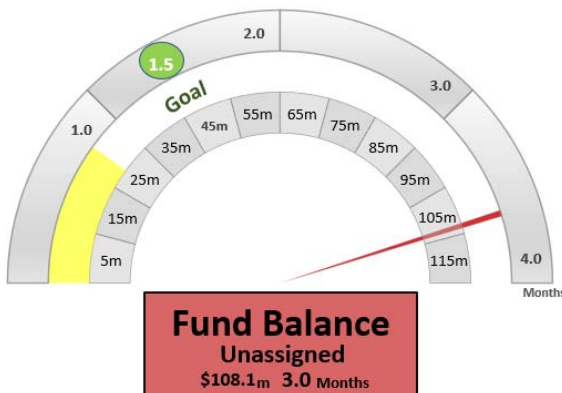 2.0
1.5
3.0
Goal
1.0
55m
65m
45m
75m
35m
85m
25m
95m
15m
105m
5m
115m
4.0
Months
Fund Balance
Unassigned
$108.1m 3.0 Months